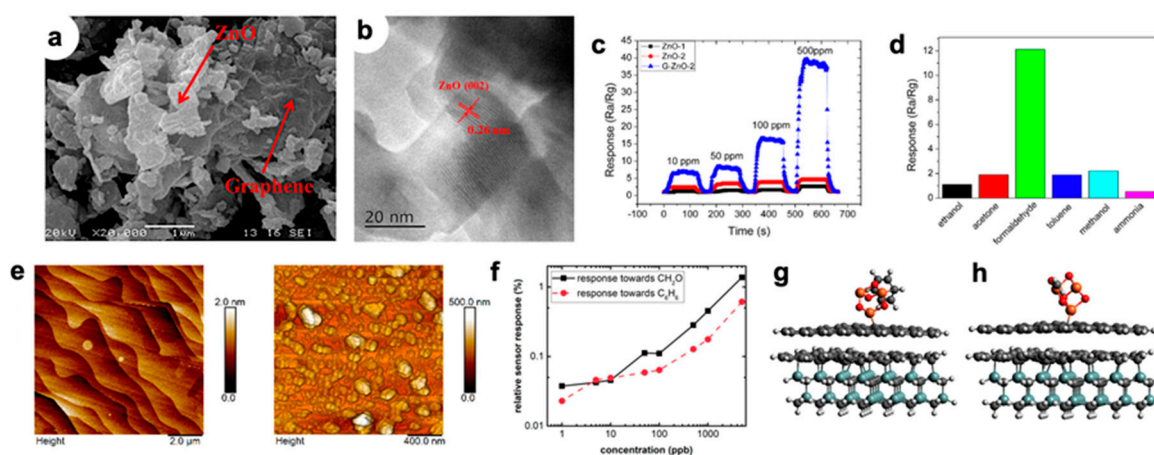 a
ZnO
Graphene
20kV X20,000 1µm 13 16 SEI
b
ZnO (002)
0.26 nm
20 nm
c
ZnO-1
ZnO-2
G-ZnO-2
500ppm
100 ppm
50 ppm
10 ppm
Response (Ra/Rg)
45
40
35
30
25
20
15
10
5
0
-100 0 100 200 300 400 500 600 700
Time (s)
d
Response (Ra/Rg)
12
10
8
6
4
2
0
ethanol
acetone
formaldehyde
toluene
methanol
ammonia
e
2.0 nm
0.0
Height 2.0 µm
500.0 nm
0.0
Height 400.0 nm
f
response towards CH₂O
response towards C₆H₆
relative sensor response (%)
1
0.1
0.01
1 10 100 1000
concentration (ppb)
g
h